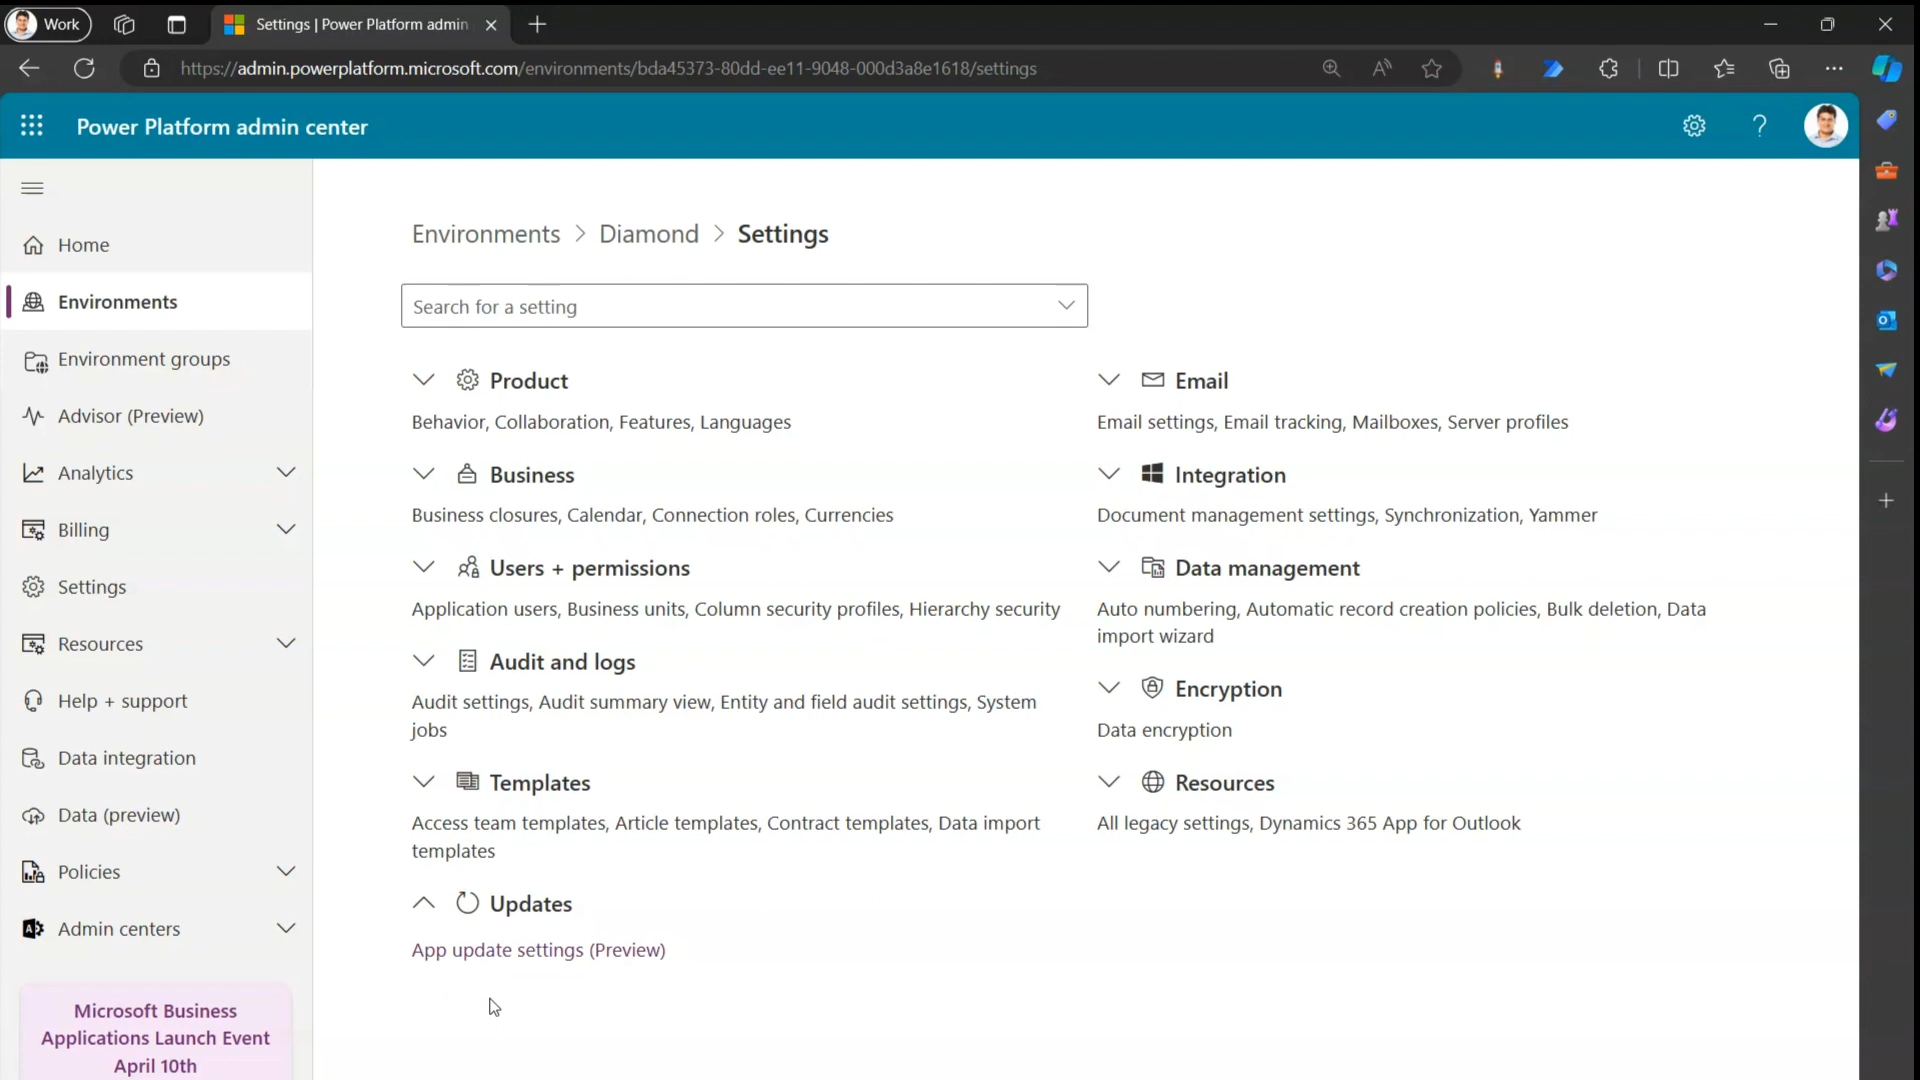 Work
Settings | Power Platform admin
https://admin.powerplatform.microsoft.com/environments/bda45373-80dd-ee11-9048-000d3a8e1618/settings
Power Platform admin center
Home
Environments
Environment groups
Advisor (Preview)
Analytics
Billing
Settings
Resources
Help + support
Data integration
Data (preview)
Policies
Admin centers
Microsoft Business
Applications Launch Event
April 10th
Environments > Diamond > Settings
Search for a setting
Product
Behavior, Collaboration, Features, Languages
Business
Business closures, Calendar, Connection roles, Currencies
Users + permissions
Application users, Business units, Column security profiles, Hierarchy security
Audit and logs
Audit settings, Audit summary view, Entity and field audit settings, System
jobs
Templates
Access team templates, Article templates, Contract templates, Data import
templates
Updates
App update settings (Preview)
Email
Email settings, Email tracking, Mailboxes, Server profiles
Integration
Document management settings, Synchronization, Yammer
Data management
Auto numbering, Automatic record creation policies, Bulk deletion, Data
import wizard
Encryption
Data encryption
Resources
All legacy settings, Dynamics 365 App for Outlook